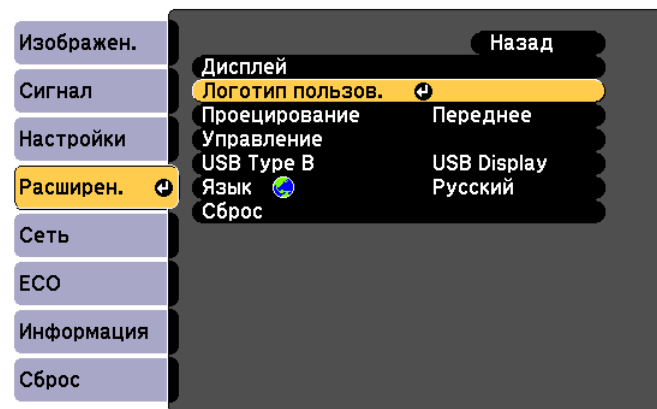 Изображен.
Сигнал
Настройки
Расширен.
Сеть
ECO
Информация
Сброс
Назад
Дисплей
Логотип пользов.
Проецирование Переднее
Управление
USB Type B USB Display
Язык Русский
Сброс